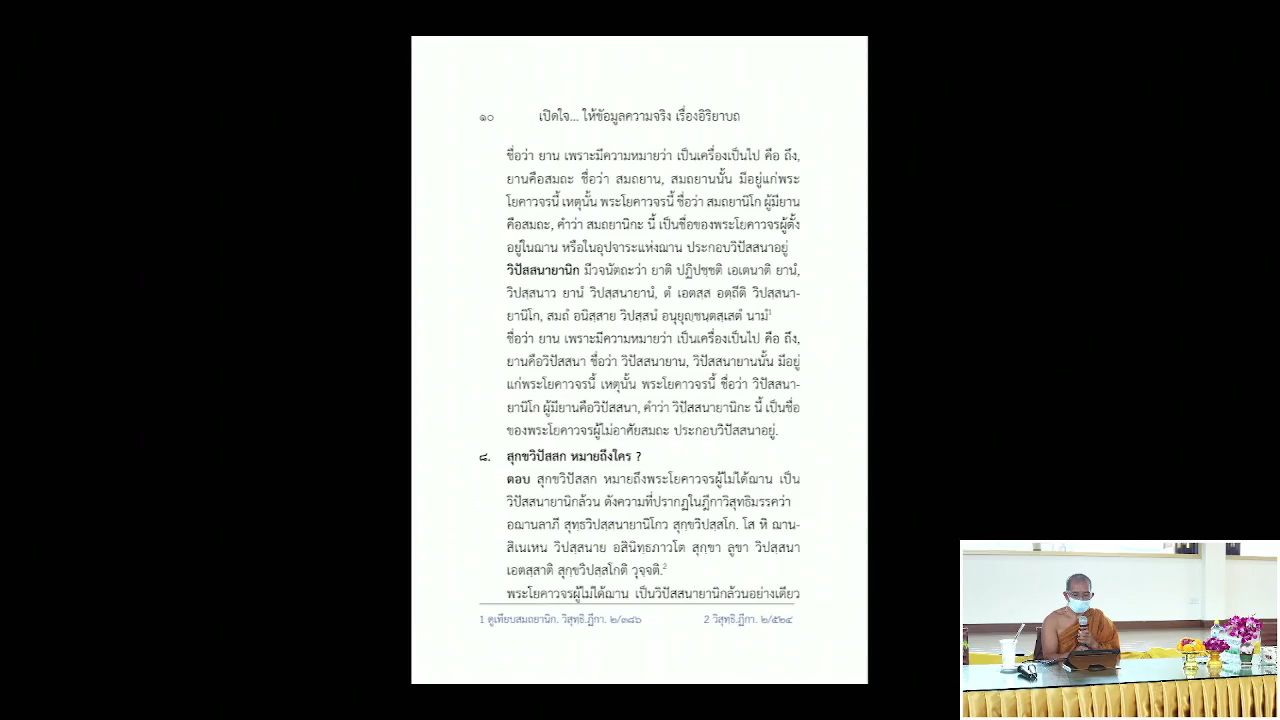 ๑๐ เปิดใจ... ให้ข้อมูลความจริง เรื่องอิริยาบถ
ชื่อว่า ยาน เพราะมีความหมายว่า เป็นเครื่องเป็นไป คือ ถึง,
ยานคือสมถะ ชื่อว่า สมถยาน, สมถยานนั้น มีอยู่แก่พระ
โยคาวจรนี้ เหตุนั้น พระโยคาวจรนี้ ชื่อว่า สมถยานิโก ผู้มียาน
คือสมถะ, คำว่า สมถยานิกะ นี้ เป็นชื่อของพระโยคาวจรผู้ตั้ง
อยู่ในฌาน หรือในอุปจาระแห่งฌาน ประกอบวิปัสสนาอยู่
วิปัสสนายานิก มีวจนัตถะว่า ยาติ ปฏิปชฺชติ เอเตนาติ ยานํ,
วิปสฺสนาว ยานํ วิปสฺสนายานํ, ตํ เอตสฺส อตฺถีติ วิปสฺสนา-
ยานิโก, สมถํ อนิสฺสาย วิปสฺสนํ อนุยุญฺชนฺตสฺเสตํ นามํ1
ชื่อว่า ยาน เพราะมีความหมายว่า เป็นเครื่องเป็นไป คือ ถึง,
ยานคือวิปัสสนา ชื่อว่า วิปัสสนายาน, วิปัสสนายานนั้น มีอยู่
แก่พระโยคาวจรนี้ เหตุนั้น พระโยคาวจรนี้ ชื่อว่า วิปัสสนา-
ยานิโก ผู้มียานคือวิปัสสนา, คำว่า วิปัสสนายานิกะ นี้ เป็นชื่อ
ของพระโยคาวจรผู้ไม่อาศัยสมถะ ประกอบวิปัสสนาอยู่.
๘. สุกขวิปัสสก หมายถึงใคร ?
ตอบ สุกขวิปัสสก หมายถึงพระโยคาวจรผู้ไม่ได้ฌาน เป็น
วิปัสสนายานิกล้วน ดังความที่ปรากฏในฎีกาวิสุทธิมรรคว่า
อฌานลาภี สุทฺธวิปสฺสนายานิโกว สุกฺขวิปสฺสโก. โส หิ ฌาน-
สิเนเหน วิปสฺสนาย อสินิทฺธภาวโต สุกฺขา ลูขา วิปสฺสนา
เอตสฺสาติ สุกฺขวิปสฺสโกติ วุจฺจติ.2
พระโยคาวจรผู้ไม่ได้ฌาน เป็นวิปัสสนายานิกล้วนอย่างเดียว
1 ดูเทียบสมถยานิก. วิสุทฺธิ.ฏีกา. ๒/๓๘๖ 2 วิสุทฺธิ.ฏีกา. ๒/๕๒๔